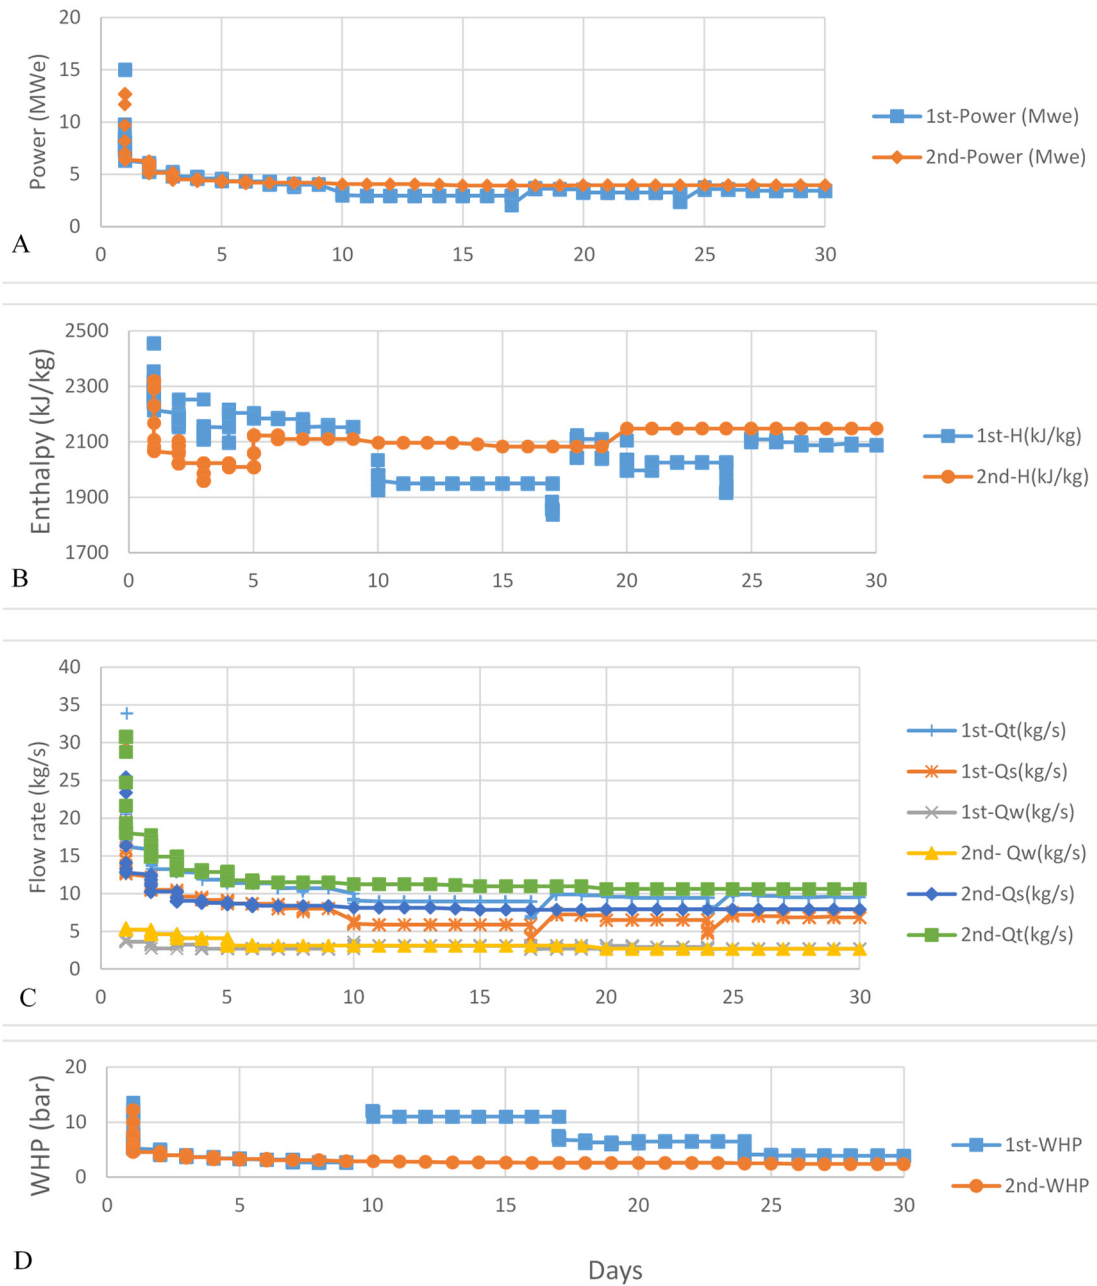 20
15
10
5
0
Power (MWe)
0 5 10 15 20 25 30
1st-Power (Mwe)
2nd-Power (Mwe)
A
2500
2300
2100
1900
1700
Enthalpy (kJ/kg)
0 5 10 15 20 25 30
1st-H(kJ/kg)
2nd-H(kJ/kg)
B
40
35
30
25
20
15
10
5
0
Flow rate (kg/s)
0 5 10 15 20 25 30
1st-Qt(kg/s)
1st-Qs(kg/s)
1st-Qw(kg/s)
2nd- Qw(kg/s)
2nd-Qs(kg/s)
2nd-Qt(kg/s)
C
20
10
0
WHP (bar)
0 5 10 15 20 25 30
1st-WHP
2nd-WHP
D
Days